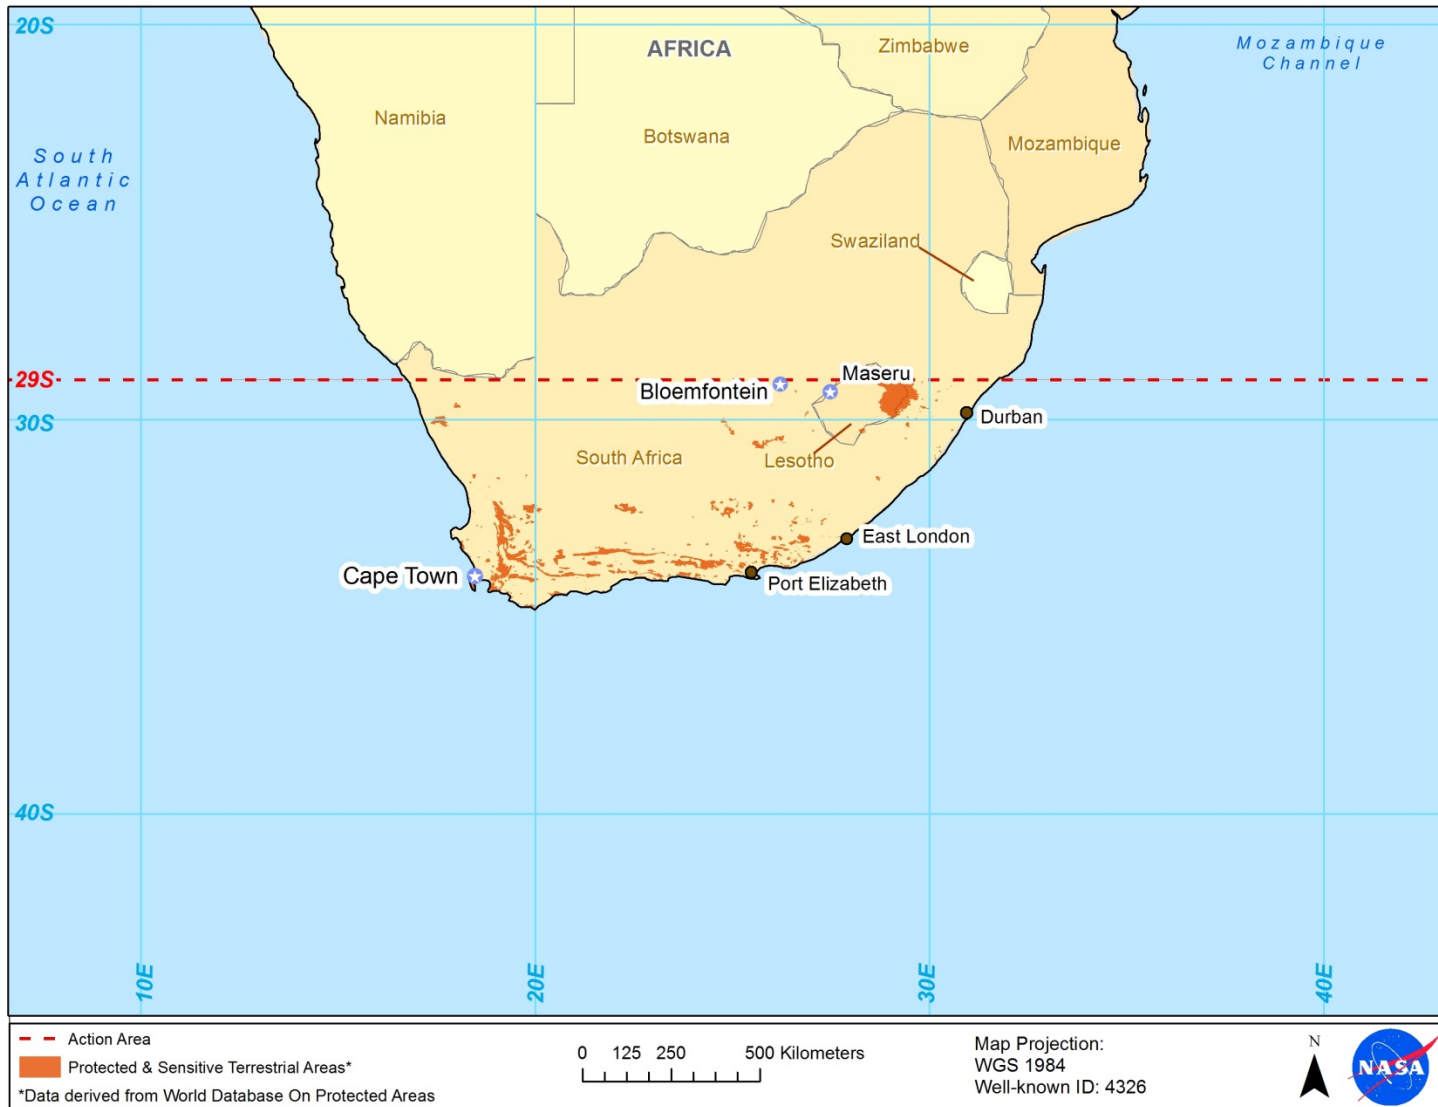 20S
AFRICA
Zimbabwe
Mozambique
Channel
Namibia
Botswana
Mozambique
South
Atlantic
Ocean
Swaziland
29S
Maseru
Bloemfontein
30S
Durban
South Africa
Lesotho
East London
Cape Town
Port Elizabeth
40S
10E
20E
30E
40E
Action Area
Protected & Sensitive Terrestrial Areas*
*Data derived from World Database On Protected Areas
0 125 250 500 Kilometers
Map Projection:
WGS 1984
Well-known ID: 4326
N
NASA